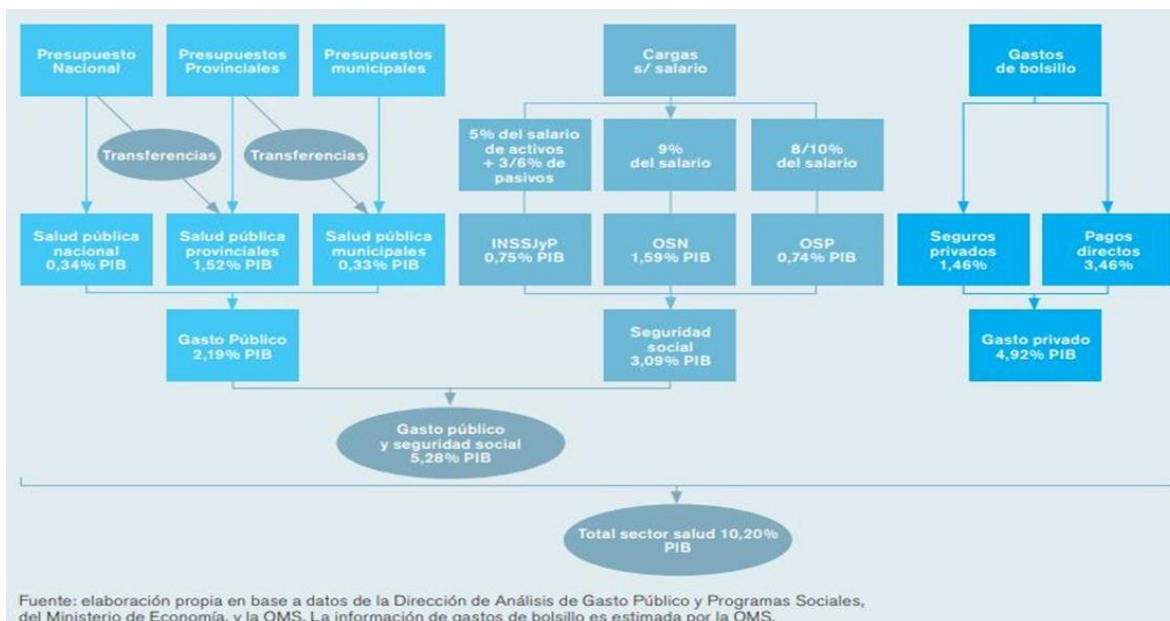 Presupuesto
Nacional
Presupuestos
Provinciales
Presupuestos
municipales
Cargas
s/ salario
Gastos
de bolsillo
Transferencias
Transferencias
5% del salario
de activos
+ 3/6% de
pasivos
9%
del salario
8/10%
del salario
Salud pública
nacional
0,34% PIB
Salud pública
provinciales
1,52% PIB
Salud pública
municipales
0,33% PIB
INSSJyP
0,75% PIB
OSN
1,59% PIB
OSP
0,74% PIB
Seguros
privados
1,46%
Pagos
directos
3,46%
Gasto Público
2,19% PIB
Seguridad
social
3,09% PIB
Gasto privado
4,92% PIB
Gasto público
y seguridad social
5,28% PIB
Total sector salud 10,20%
PIB
Fuente: elaboración propia en base a datos de la Dirección de Análisis de Gasto Público y Programas Sociales,
del Ministerio de Economía, y la OMS. La información de gastos de bolsillo es estimada por la OMS.